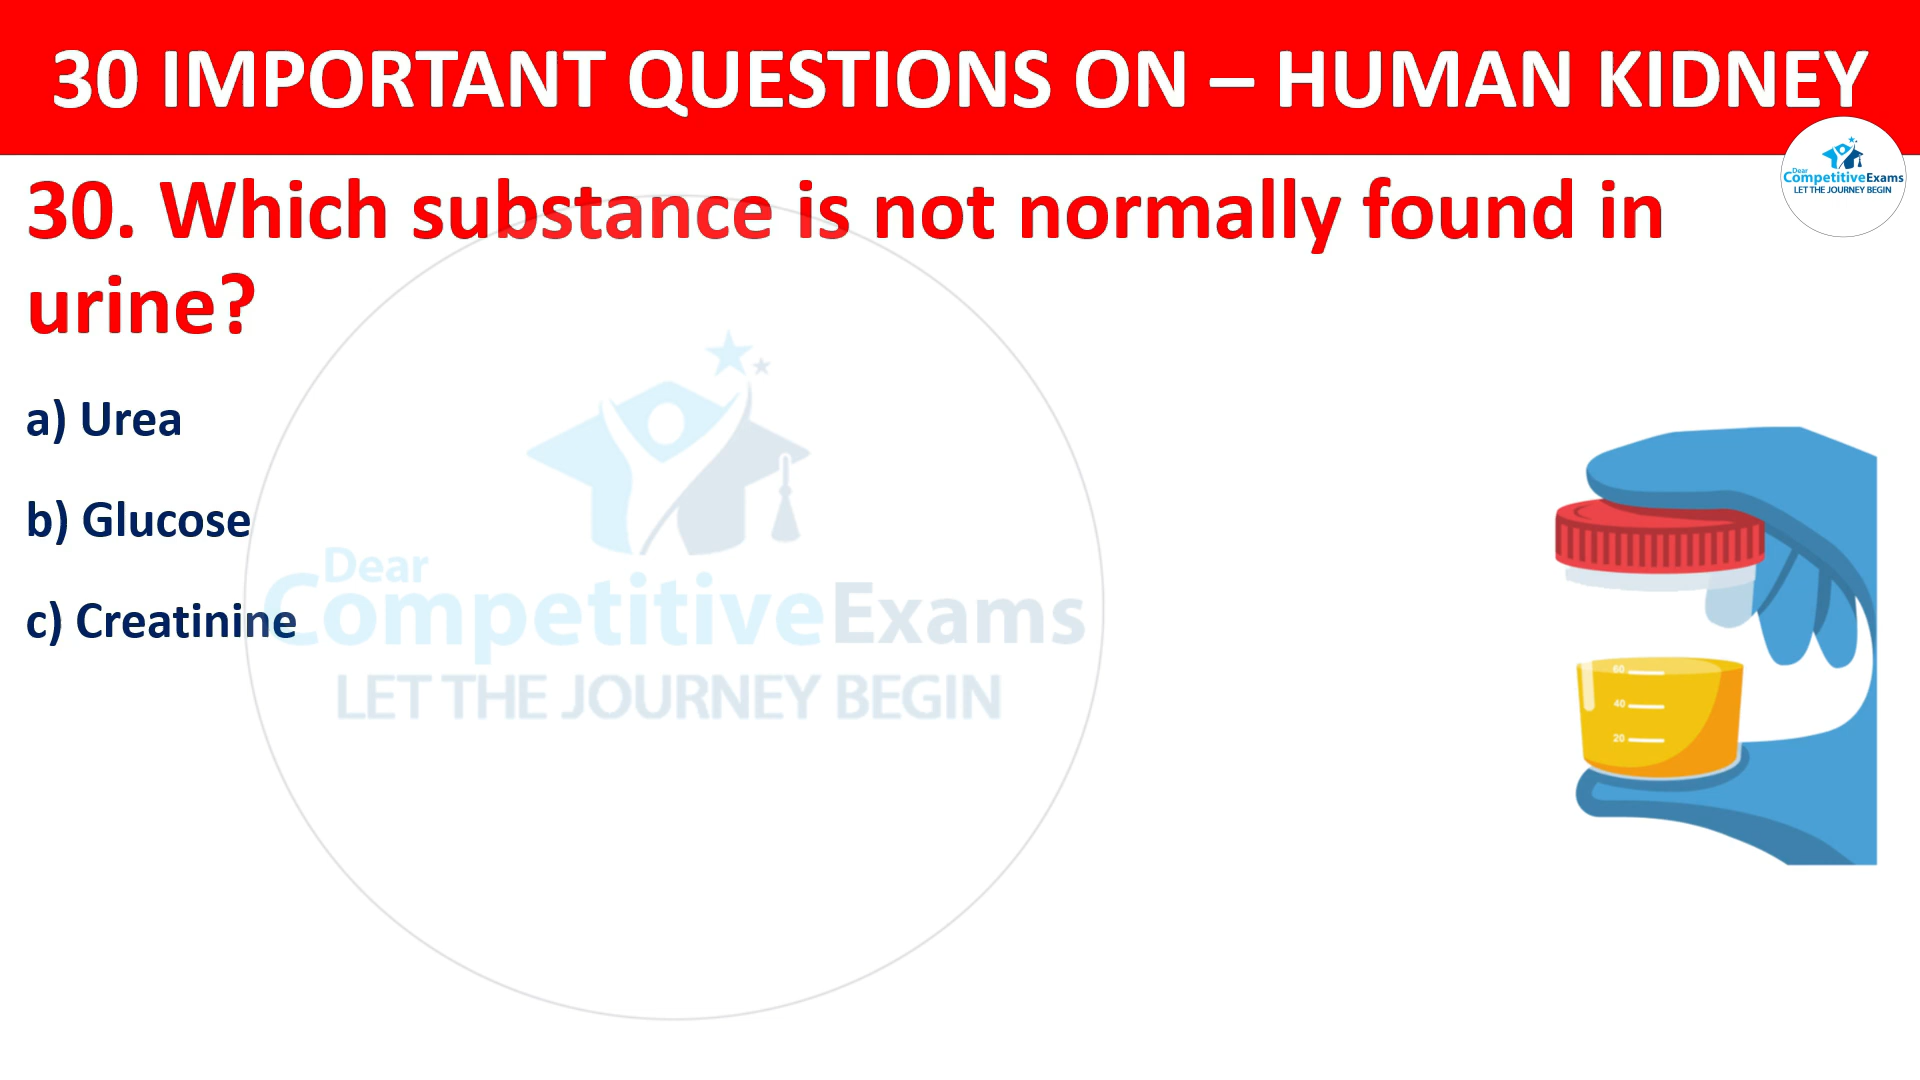 30 IMPORTANT QUESTIONS ON – HUMAN KIDNEY
Dear
CompetitiveExams
LET THE JOURNEY BEGIN
30. Which substance is not normally found in
urine?
a) Urea
b) Glucose
c) Creatinine
Dear
CompetitiveExams
LET THE JOURNEY BEGIN
60
40
20